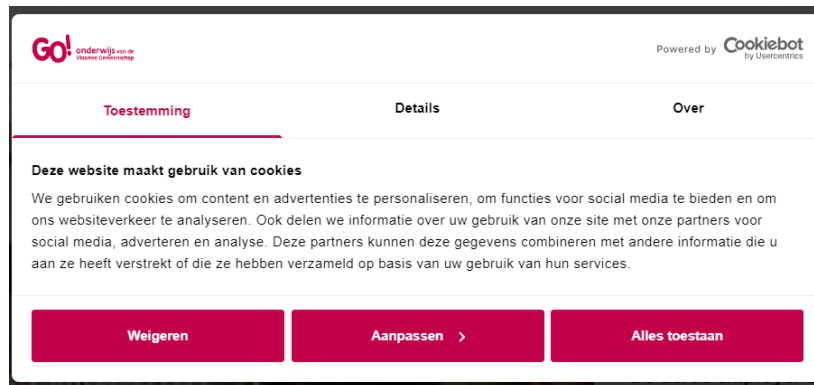 GO! onderwijs van de
Vlaamse Gemeenschap
Powered by Cookiebot
by Usercentrics
Toestemming
Details
Over
Deze website maakt gebruik van cookies
We gebruiken cookies om content en advertenties te personaliseren, om functies voor social media te bieden en om
ons websiteverkeer te analyseren. Ook delen we informatie over uw gebruik van onze site met onze partners voor
social media, adverteren en analyse. Deze partners kunnen deze gegevens combineren met andere informatie die u
aan ze heeft verstrekt of die ze hebben verzameld op basis van uw gebruik van hun services.
Weigeren
Aanpassen
Alles toestaan